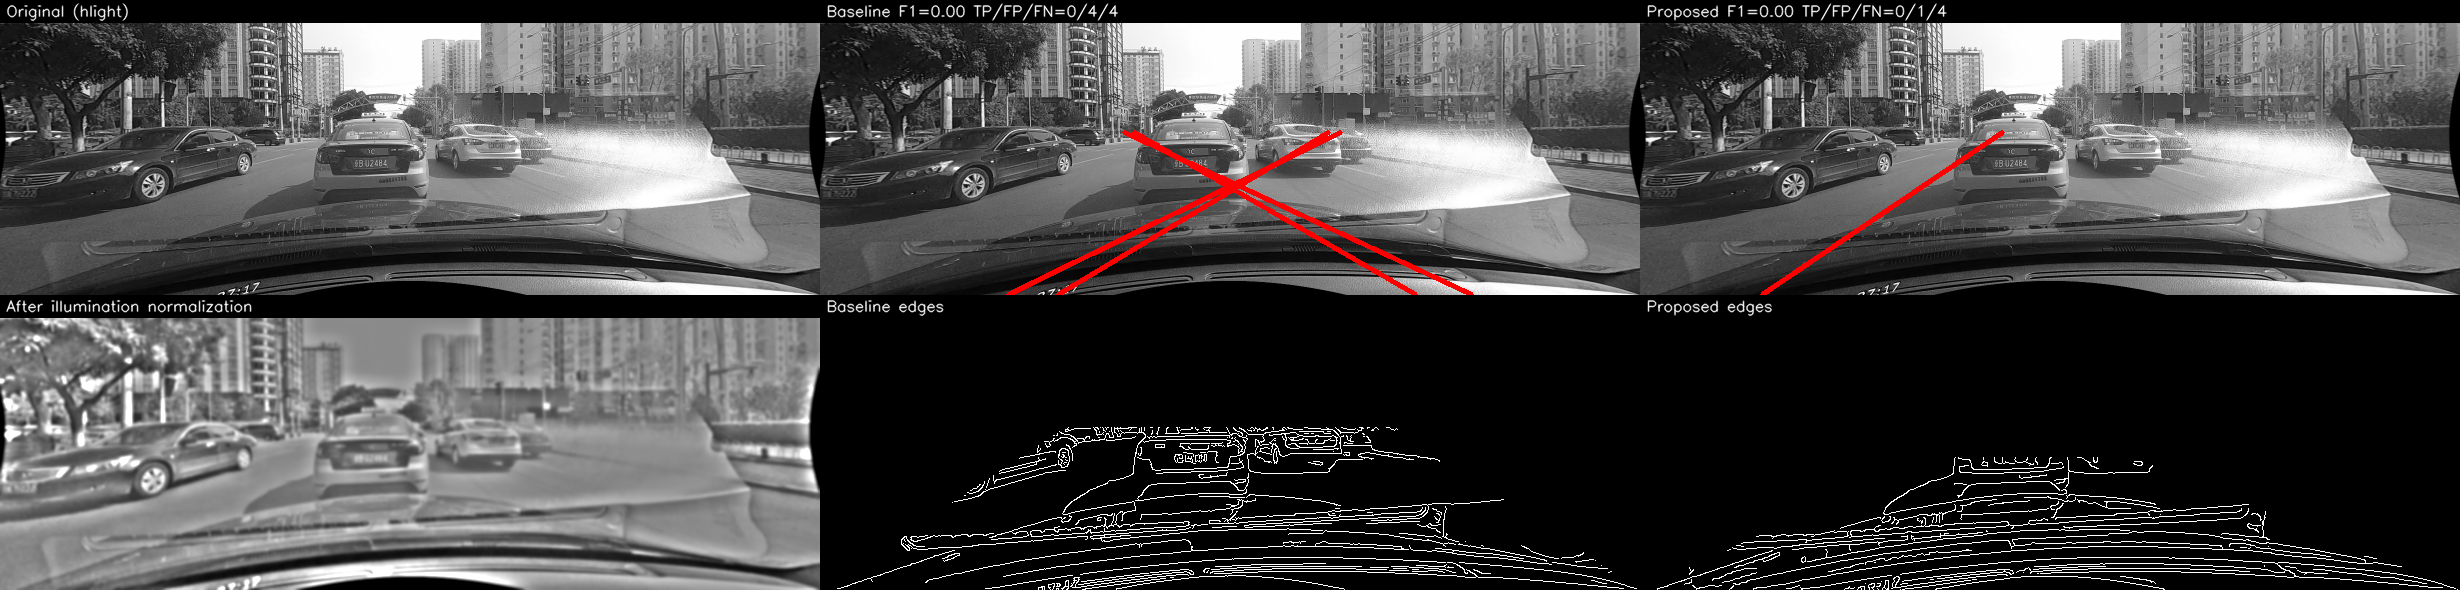 Original (hlight)
Baseline F1=0.00 TP/FP/FN=0/4/4
Proposed F1=0.00 TP/FP/FN=0/1/4
After illumination normalization
Baseline edges
Proposed edges